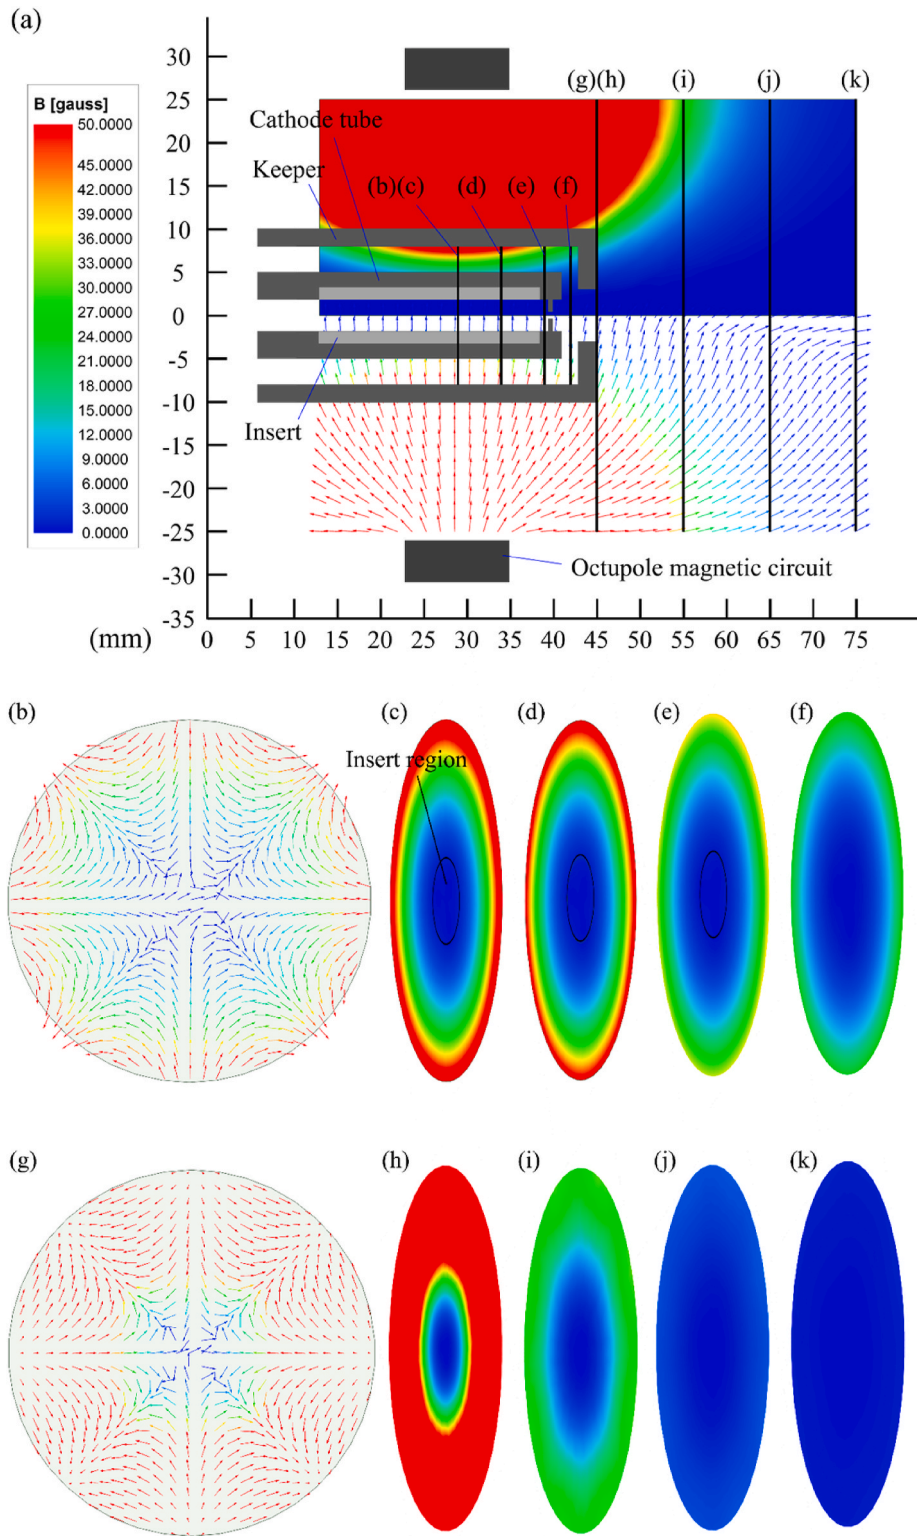 (a)
30
25
20
15
10
5
0
-5
-10
-15
-20
-25
-30
-35
(mm)
0 5 10 15 20 25 30 35 40 45 50 55 60 65 70 75
B [gauss]
50.0000
45.0000
42.0000
39.0000
36.0000
33.0000
30.0000
27.0000
24.0000
21.0000
18.0000
15.0000
12.0000
9.0000
6.0000
3.0000
0.0000
(g)(h) (i) (j) (k)
Cathode tube
Keeper
(b)(c) (d) (e) (f)
Insert
Octupole magnetic circuit
(b) (c) (d) (e) (f)
Insert region
(g) (h) (i) (j) (k)